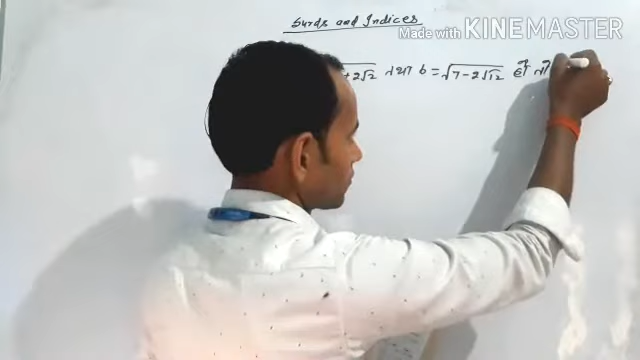 Surds and Indices
Made with KINEMASTER
+ 2√2 तथा b = √7 - 2√12 हो तो